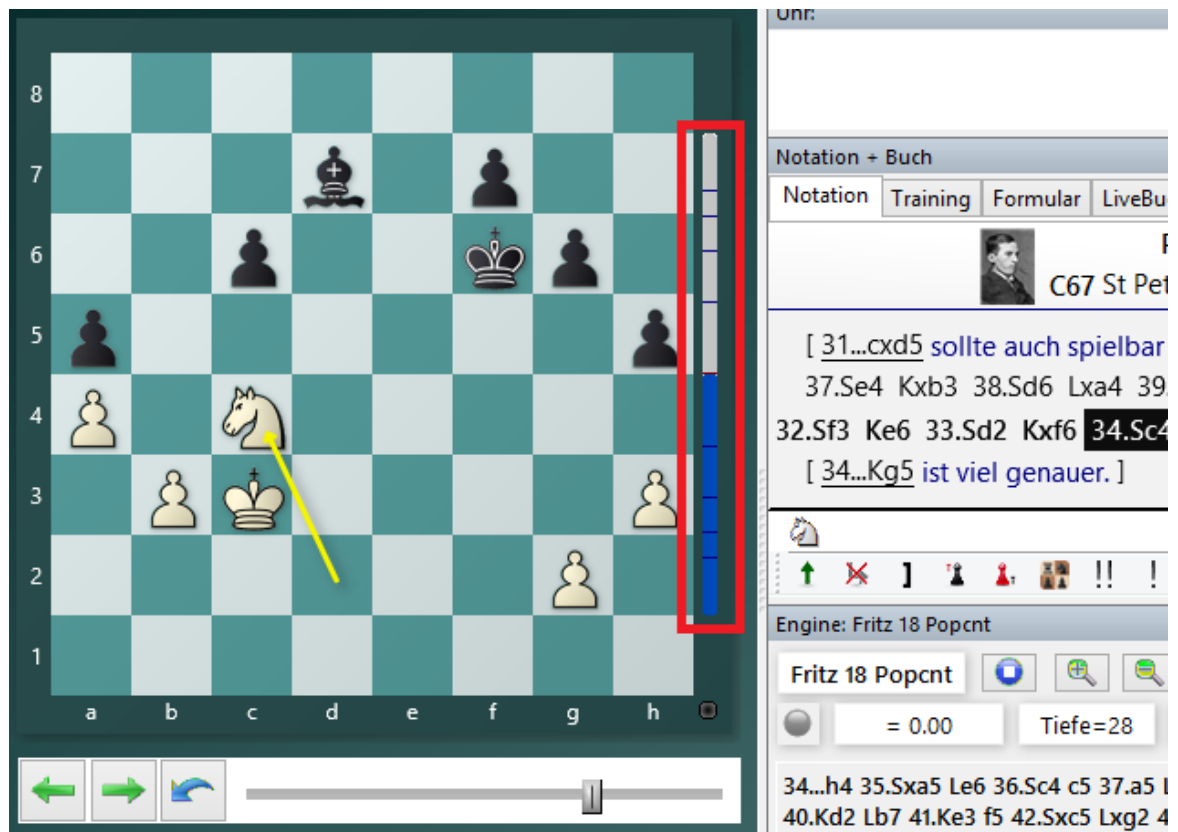 Uhr:
8
7
6
5
4
3
2
1
a b c d e f g h
Notation + Buch
Notation Training Formular LiveBu
C67 St Pet
[ 31...cxd5 sollte auch spielbar
37.Se4 Kxb3 38.Sd6 Lxa4 39.
32.Sf3 Ke6 33.Sd2 Kxf6 34.Sc4
[ 34...Kg5 ist viel genauer. ]
] !! !
Engine: Fritz 18 Popcnt
Fritz 18 Popcnt
= 0.00 Tiefe=28
34...h4 35.Sxa5 Le6 36.Sc4 c5 37.a5 L
40.Kd2 Lb7 41.Ke3 f5 42.Sxc5 Lxg2 4